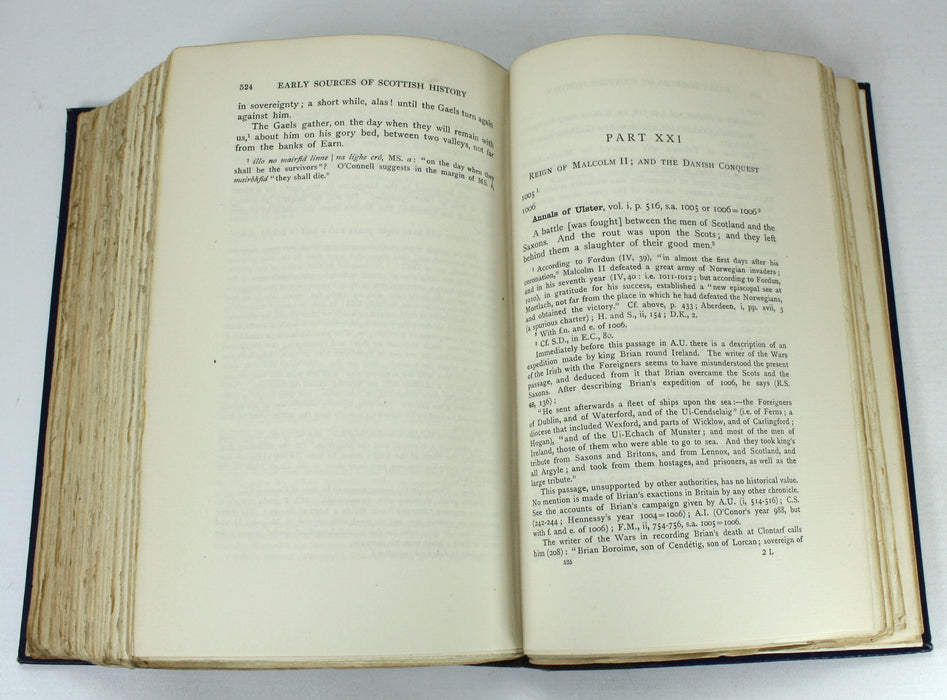 524 EARLY SOURCES OF SCOTTISH HISTORY
in sovereignty; a short while, alas! until the Gaels turn again
against him.
The Gaels gather, on the day when they will remain with
us,¹ about him on his gory bed, between two valleys, not far
from the banks of Earn.
¹ illo no mairfid linne | na lighe cró, MS. a: "on the day when they
shall be the survivors"? O'Connell suggests in the margin of MS. A,
mairbhfid "they shall die."
PART XXI
REIGN OF MALCOLM II; AND THE DANISH CONQUEST
1005¹
1006
Annals of Ulster, vol. i, p. 516, s.a. 1005 or 1006=1006²
A battle [was fought] between the men of Scotland and the
Saxons. And the rout was upon the Scots; and they left
behind them a slaughter of their good men.³
¹ According to Fordun (IV, 39), "in almost the first days after his
coronation," Malcolm II defeated a great army of Norwegian invaders;
and in his seventh year (IV, 40: i.e. 1011-1012; but according to Fordun,
1010), in gratitude for his success, established a "new episcopal see at
Mortlach, not far from the place in which he had defeated the Norwegians,
and obtained the victory." Cf. above, p. 433; Aberdeen, i, pp. xvii, 3
(a spurious charter); H. and S., ii, 154; D.K., 2.
² With f.n. and e. of 1006.
³ Cf. S.D., in E.C., 80.
Immediately before this passage in A.U. there is a description of an
expedition made by king Brian round Ireland. The writer of the Wars
of the Irish with the Foreigners seems to have misunderstood the present
passage, and deduced from it that Brian overcame the Scots and the
Saxons. After describing Brian's expedition of 1006, he says (R.S.
48, 136):
"He sent afterwards a fleet of ships upon the sea:—the Foreigners
of Dublin, and of Waterford, and of the Ui-Cendselaig" (i.e. of Ferns; a
diocese that included Wexford, and parts of Wicklow, and of Carlingford;
Hogan), "and of the Ui-Echach of Munster; and most of the men of
Ireland, those of them who were able to go to sea. And they took king's
tribute from Saxons and Britons, and from Lennox, and Scotland, and
all Argyle; and took from them hostages, and prisoners, as well as the
large tribute."
This passage, unsupported by other authorities, has no historical value.
No mention is made of Brian's exactions in Britain by any other chronicle.
See the accounts of Brian's campaign given by A.U. (i, 514-516); C.S.
(242-244; Hennessy's year 1004=1006); A.I. (O'Conor's year 988, but
with f. and e. of 1006); F.M., ii, 754-756, s.a. 1005=1006.
The writer of the Wars in recording Brian's death at Clontarf calls
him (208): "Brian Boroime, son of Cendétig, son of Lorcan; sovereign of
525 2 L